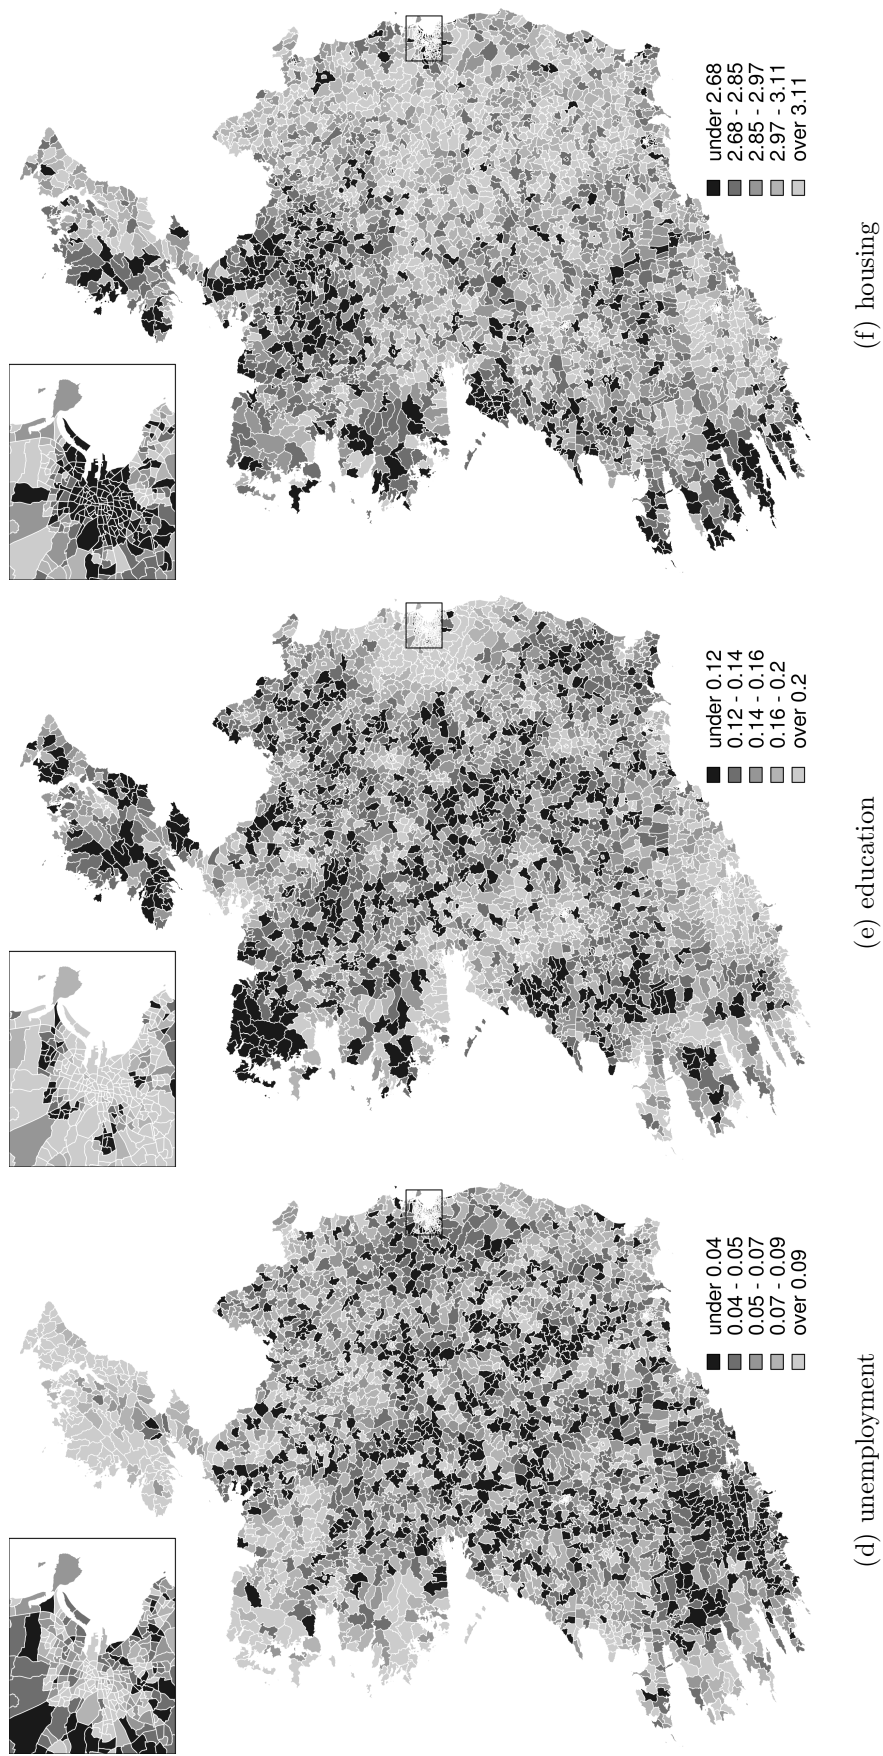 under 0.04
0.04 - 0.05
0.05 - 0.07
0.07 - 0.09
over 0.09
(d) unemployment
under 0.12
0.12 - 0.14
0.14 - 0.16
0.16 - 0.2
over 0.2
(e) education
under 2.68
2.68 - 2.85
2.85 - 2.97
2.97 - 3.11
over 3.11
(f) housing